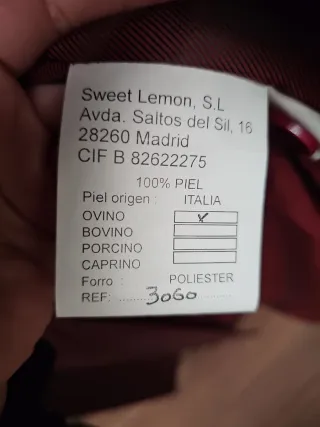 Sweet Lemon, S.L
Avda. Saltos del Sil, 16
28260 Madrid
CIF B 82622275
100% PIEL
Piel origen : ITALIA
OVINO x
BOVINO
PORCINO
CAPRINO
Forro : POLIESTER
REF: ........3060.........